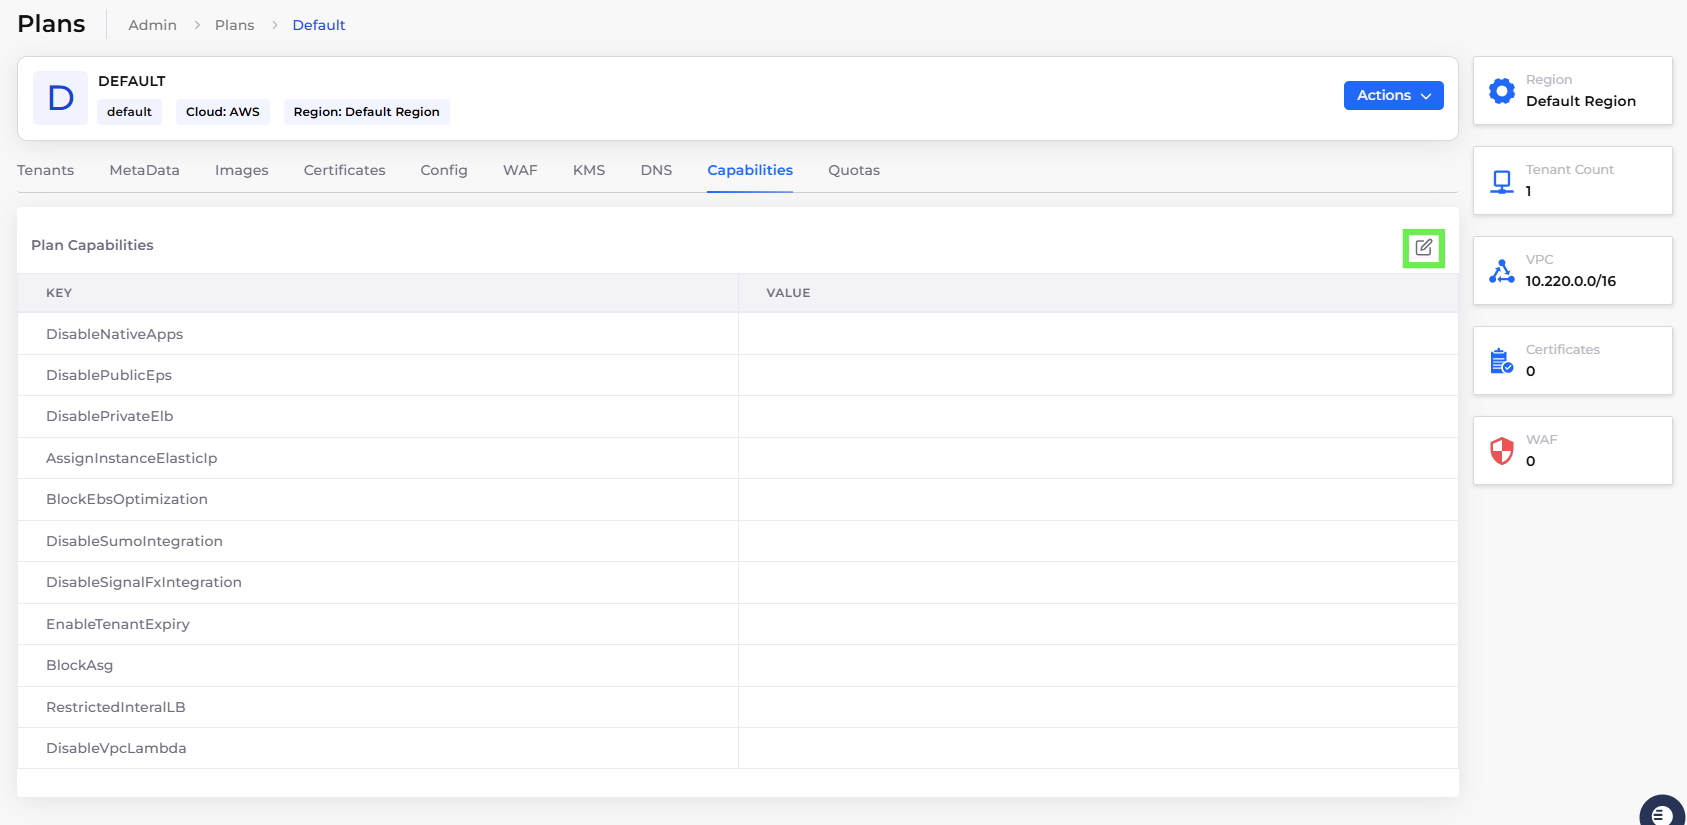 Plans
Admin > Plans > Default
D
DEFAULT
default
Cloud: AWS
Region: Default Region
Actions
Tenants
MetaData
Images
Certificates
Config
WAF
KMS
DNS
Capabilities
Quotas
Plan Capabilities
KEY
VALUE
DisableNativeApps
DisablePublicEps
DisablePrivateElb
AssignInstanceElasticIp
BlockEbsOptimization
DisableSumoIntegration
DisableSignalFxIntegration
EnableTenantExpiry
BlockAsg
RestrictedInteralLB
DisableVpcLambda
Region
Default Region
Tenant Count
1
VPC
10.220.0.0/16
Certificates
0
WAF
0